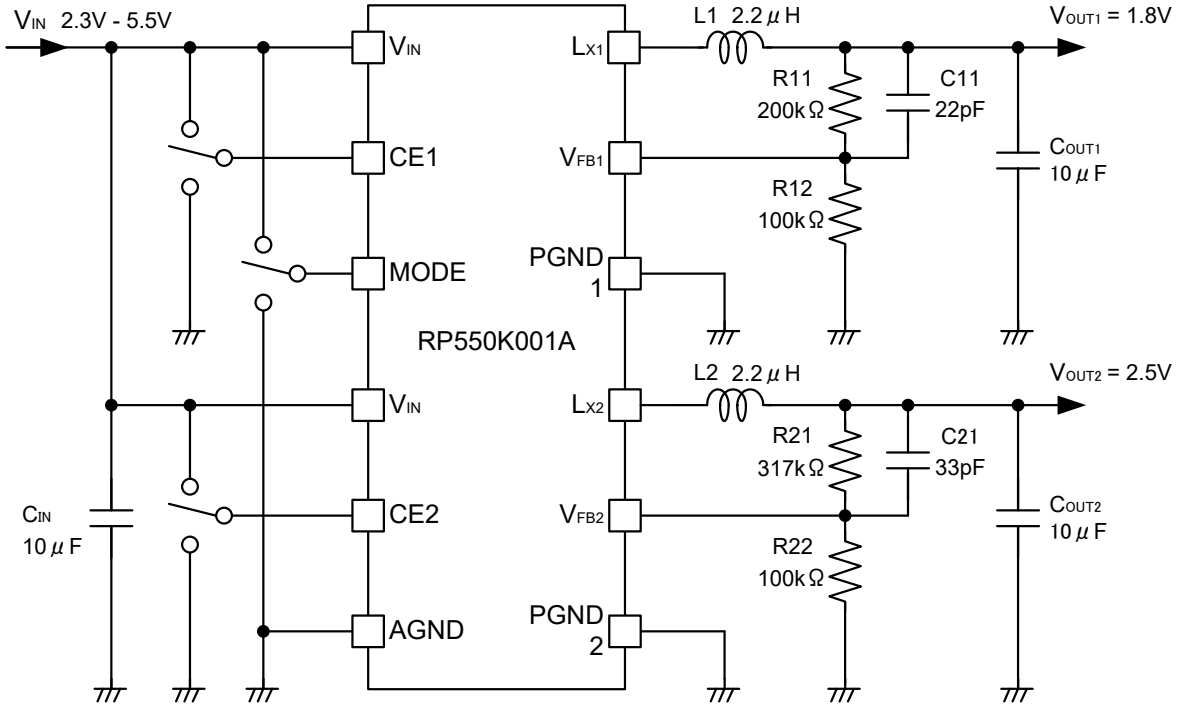 VIN 2.3V - 5.5V
VIN
CE1
MODE
RP550K001A
VIN
CE2
AGND
CIN
10μF
LX1
VFB1
PGND
1
LX2
VFB2
PGND
2
L1 2.2μH
VOUT1 = 1.8V
R11
200kΩ
C11
22pF
R12
100kΩ
COUT1
10μF
L2 2.2μH
VOUT2 = 2.5V
R21
317kΩ
C21
33pF
R22
100kΩ
COUT2
10μF